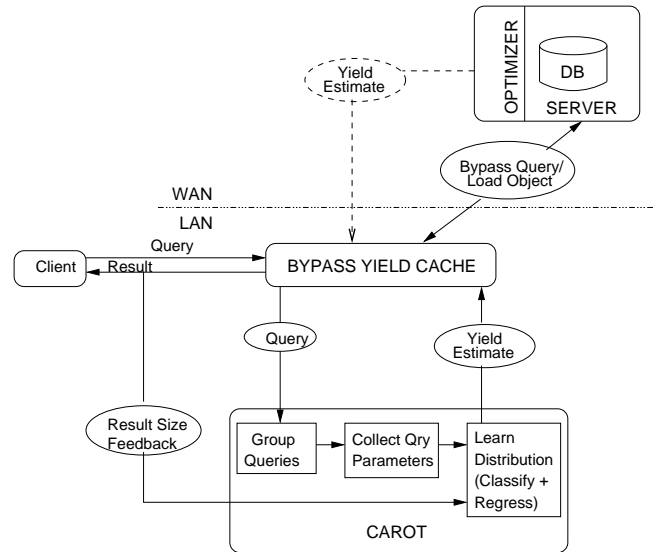 Yield
Estimate
OPTIMIZER
DB
SERVER
Bypass Query/
Load Object
WAN
LAN
Query
Client
Result
BYPASS YIELD CACHE
Query
Yield
Estimate
Result Size
Feedback
Group
Queries
Collect Qry
Parameters
Learn
Distribution
(Classify +
Regress)
CAROT